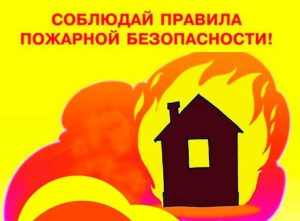 СОБЛЮДАЙ ПРАВИЛА
ПОЖАРНОЙ БЕЗОПАСНОСТИ!